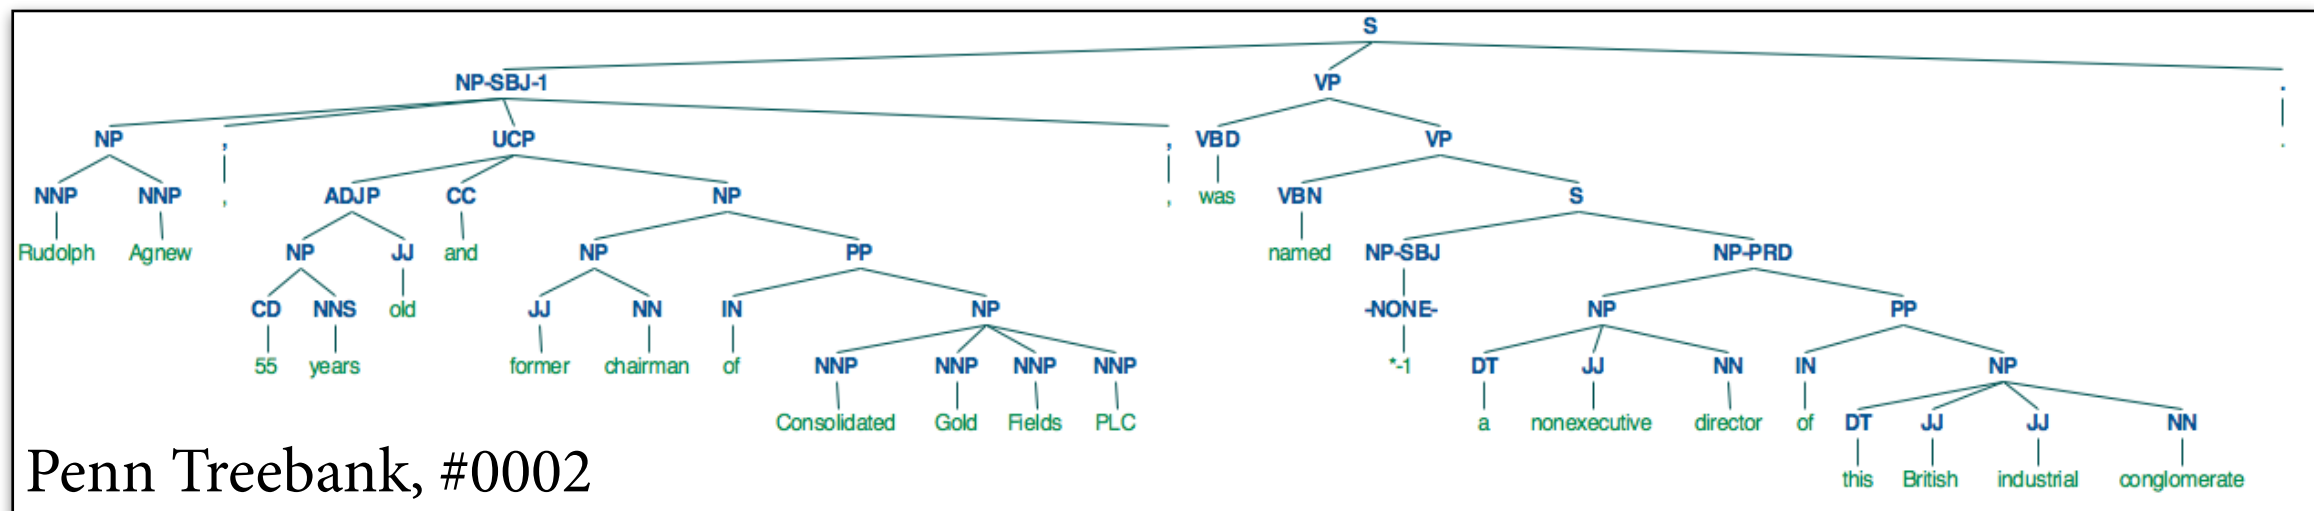 S
NP-SBJ-1 VP .
NP , UCP , VBD VP .
NNP NNP , ADJP CC NP , was VBN S
Rudolph Agnew NP JJ and NP PP named NP-SBJ NP-PRD
CD NNS old JJ NN IN NP -NONE- NP PP
55 years former chairman of NNP NNP NNP NNP *-1 DT JJ NN IN NP
Consolidated Gold Fields PLC a nonexecutive director of DT JJ JJ NN
Penn Treebank, #0002 this British industrial conglomerate